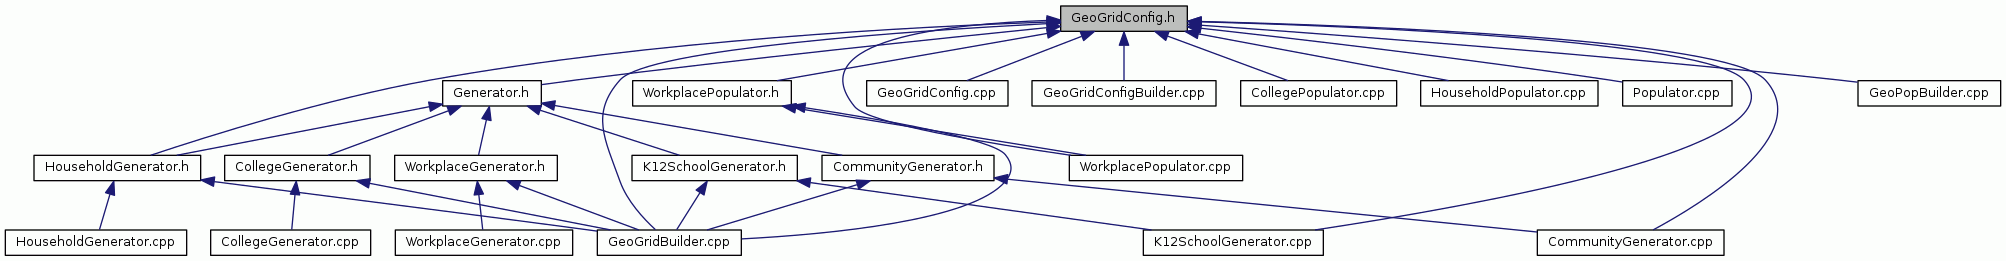 GeoGridConfig.h
Generator.h
WorkplacePopulator.h
GeoGridConfig.cpp
GeoGridConfigBuilder.cpp
CollegePopulator.cpp
HouseholdPopulator.cpp
Populator.cpp
GeoPopBuilder.cpp
HouseholdGenerator.h
CollegeGenerator.h
WorkplaceGenerator.h
K12SchoolGenerator.h
CommunityGenerator.h
WorkplacePopulator.cpp
HouseholdGenerator.cpp
CollegeGenerator.cpp
WorkplaceGenerator.cpp
GeoGridBuilder.cpp
K12SchoolGenerator.cpp
CommunityGenerator.cpp